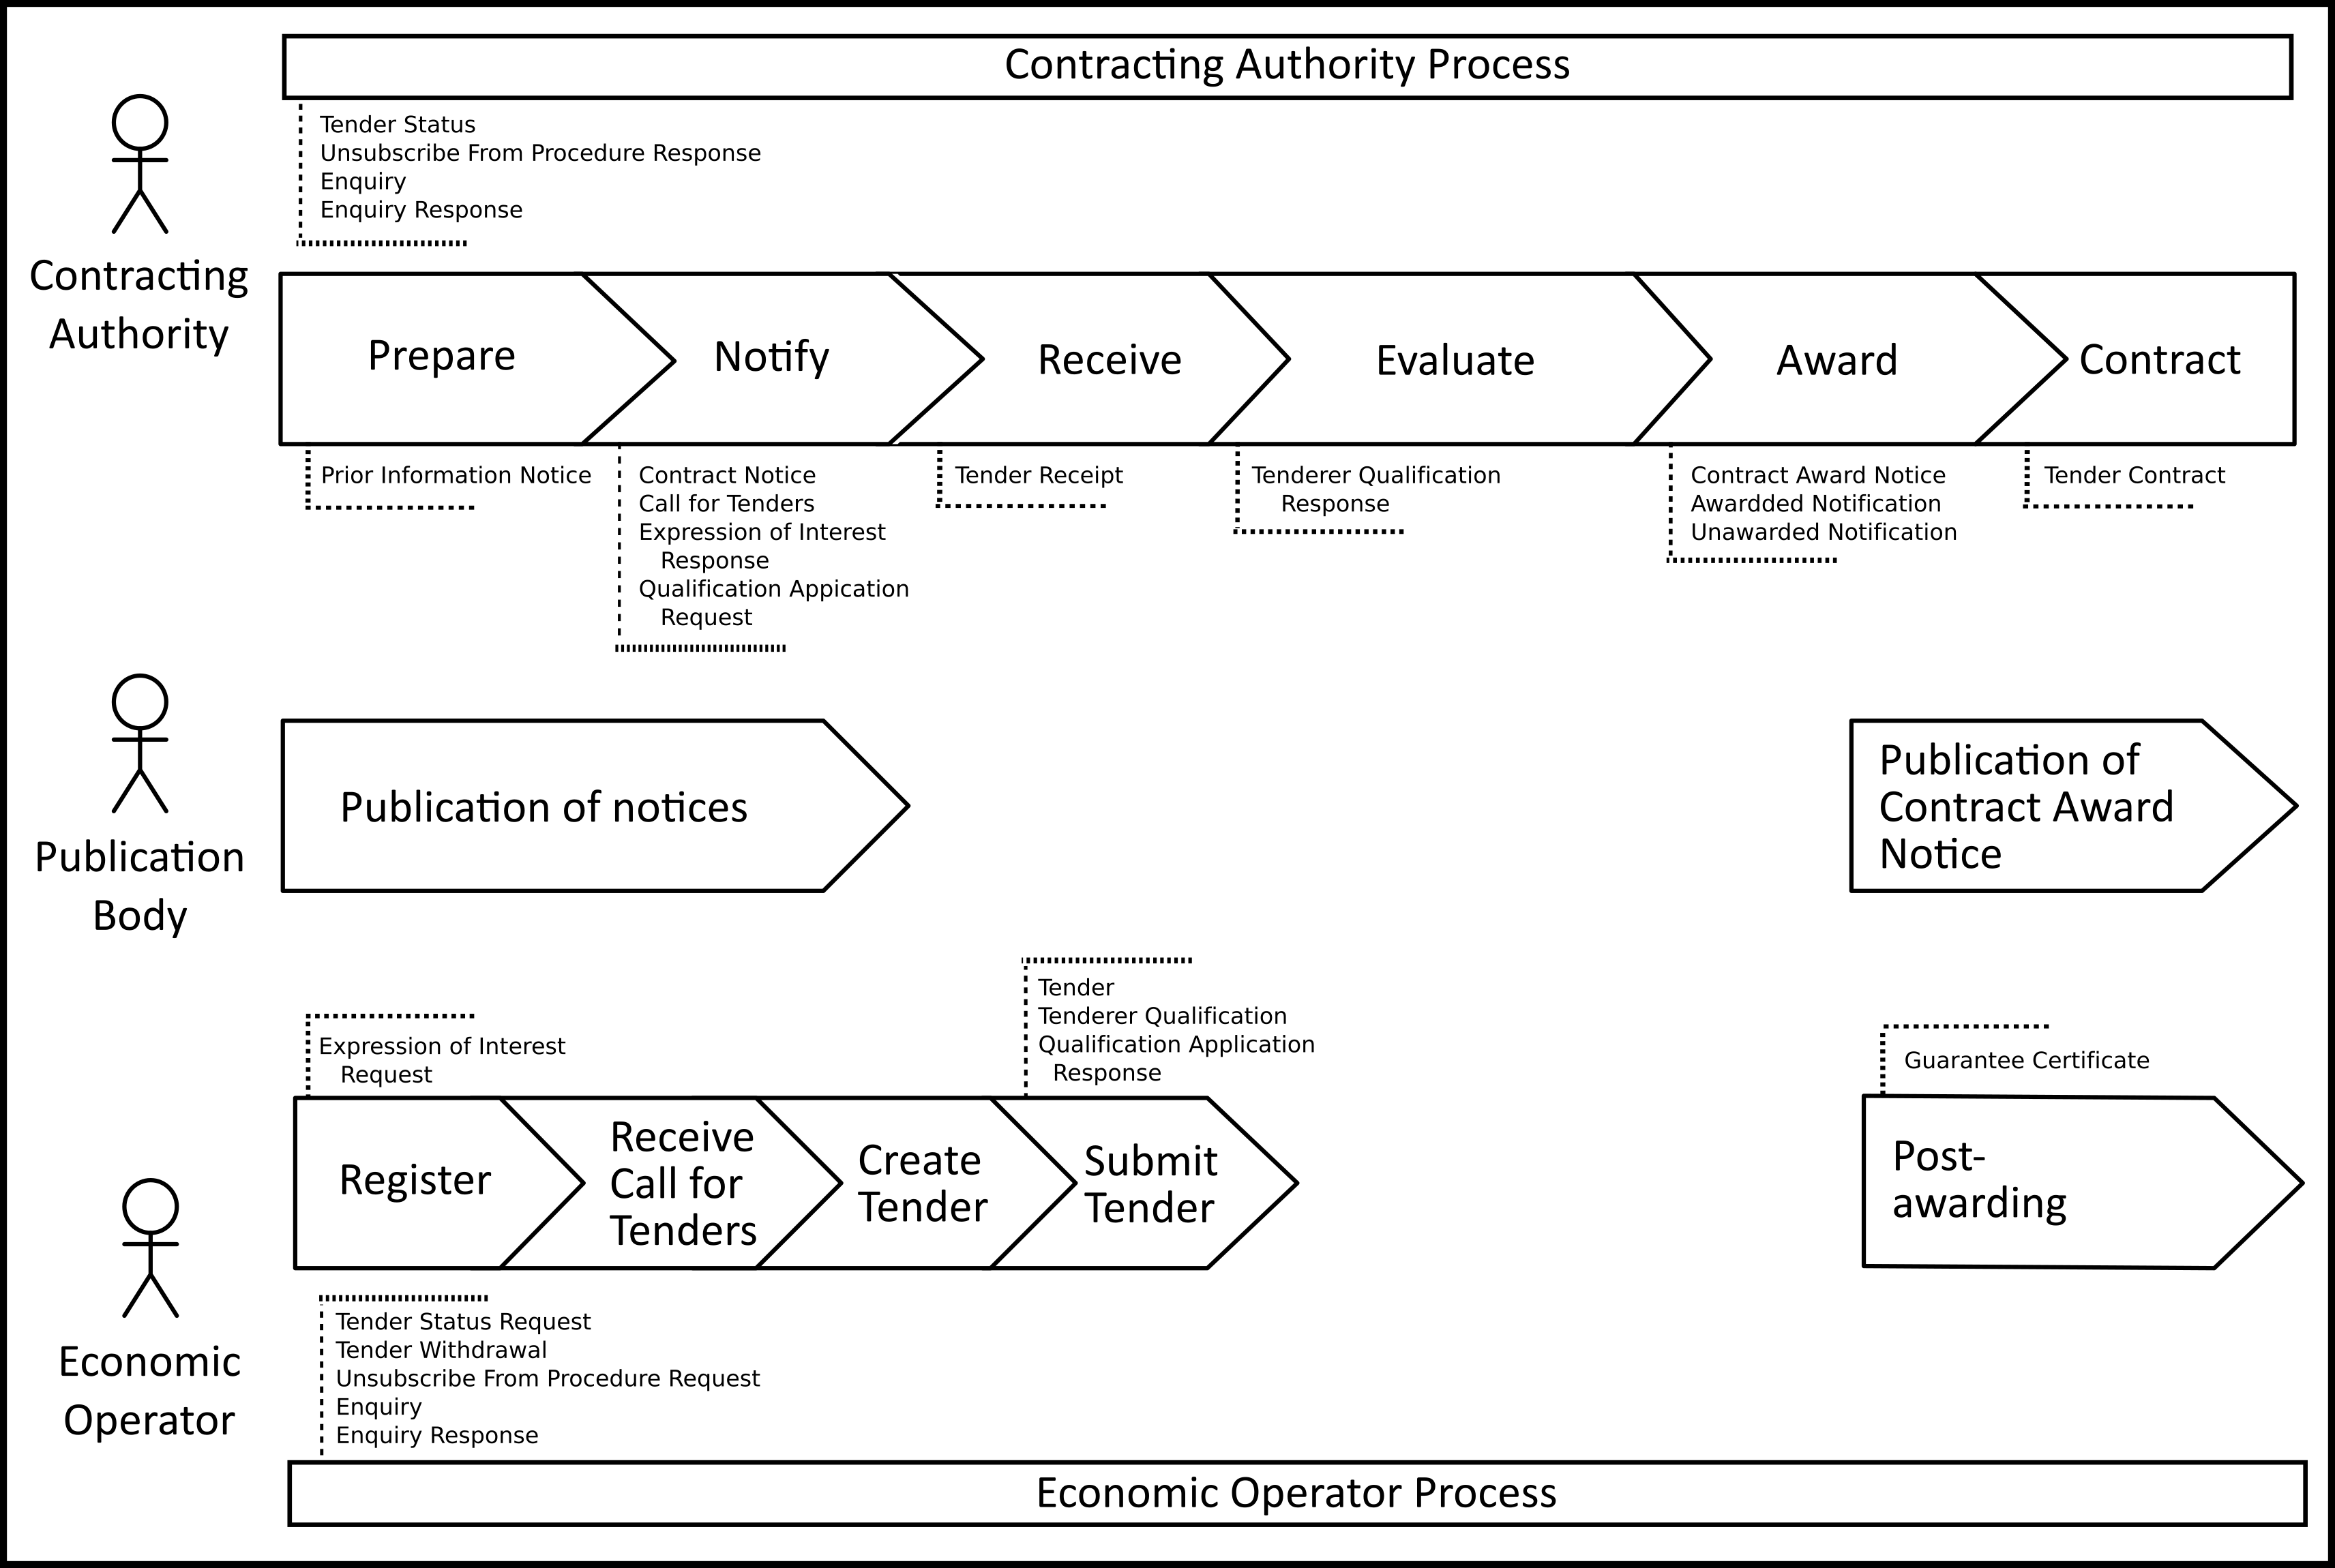 Contracting Authority Process
Tender Status
Unsubscribe From Procedure Response
Enquiry
Enquiry Response
Contracting
Authority
Prepare
Notify
Receive
Evaluate
Award
Contract
Prior Information Notice
Contract Notice
Call for Tenders
Expression of Interest
Response
Qualification Appication
Request
Tender Receipt
Tenderer Qualification
Response
Contract Award Notice
Awardded Notification
Unawarded Notification
Tender Contract
Publication
Body
Publication of notices
Publication of
Contract Award
Notice
Expression of Interest
Request
Tender
Tenderer Qualification
Qualification Application
Response
Guarantee Certificate
Economic
Operator
Register
Receive
Call for
Tenders
Create
Tender
Submit
Tender
Post-
awarding
Tender Status Request
Tender Withdrawal
Unsubscribe From Procedure Request
Enquiry
Enquiry Response
Economic Operator Process